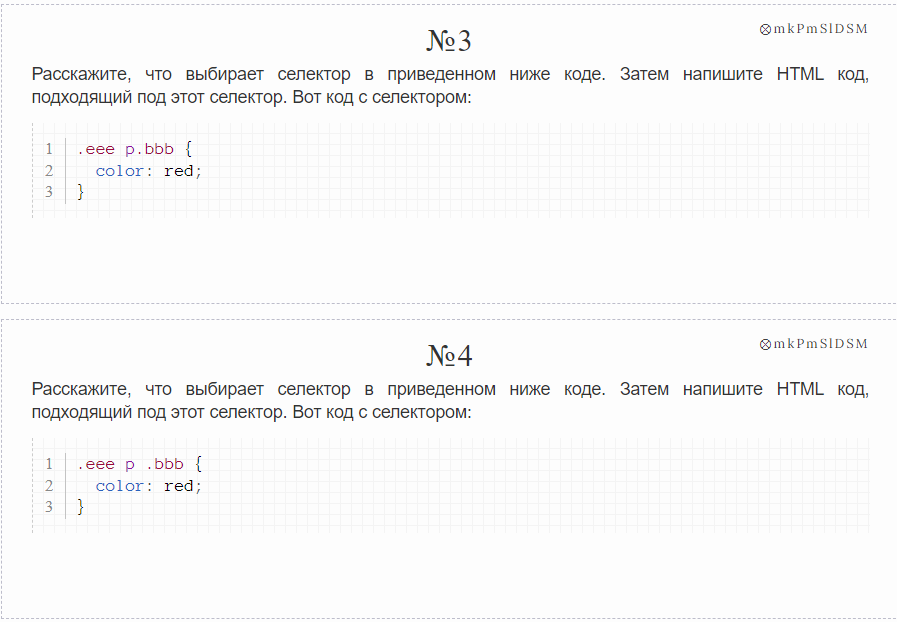 №3
⊗mkPmSlDSM
Расскажите, что выбирает селектор в приведенном ниже коде. Затем напишите HTML код,
подходящий под этот селектор. Вот код с селектором:
1 .eee p.bbb {
2 color: red;
3 }
№4
⊗mkPmSlDSM
Расскажите, что выбирает селектор в приведенном ниже коде. Затем напишите HTML код,
подходящий под этот селектор. Вот код с селектором:
1 .eee p .bbb {
2 color: red;
3 }